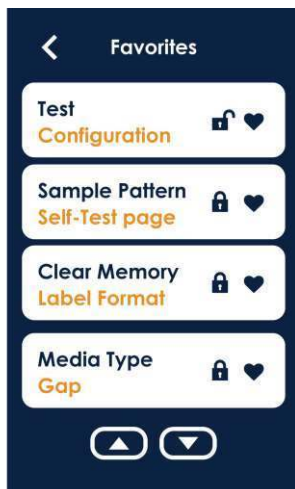 Favorites
Test
Configuration
Sample Pattern
Self-Test page
Clear Memory
Label Format
Media Type
Gap